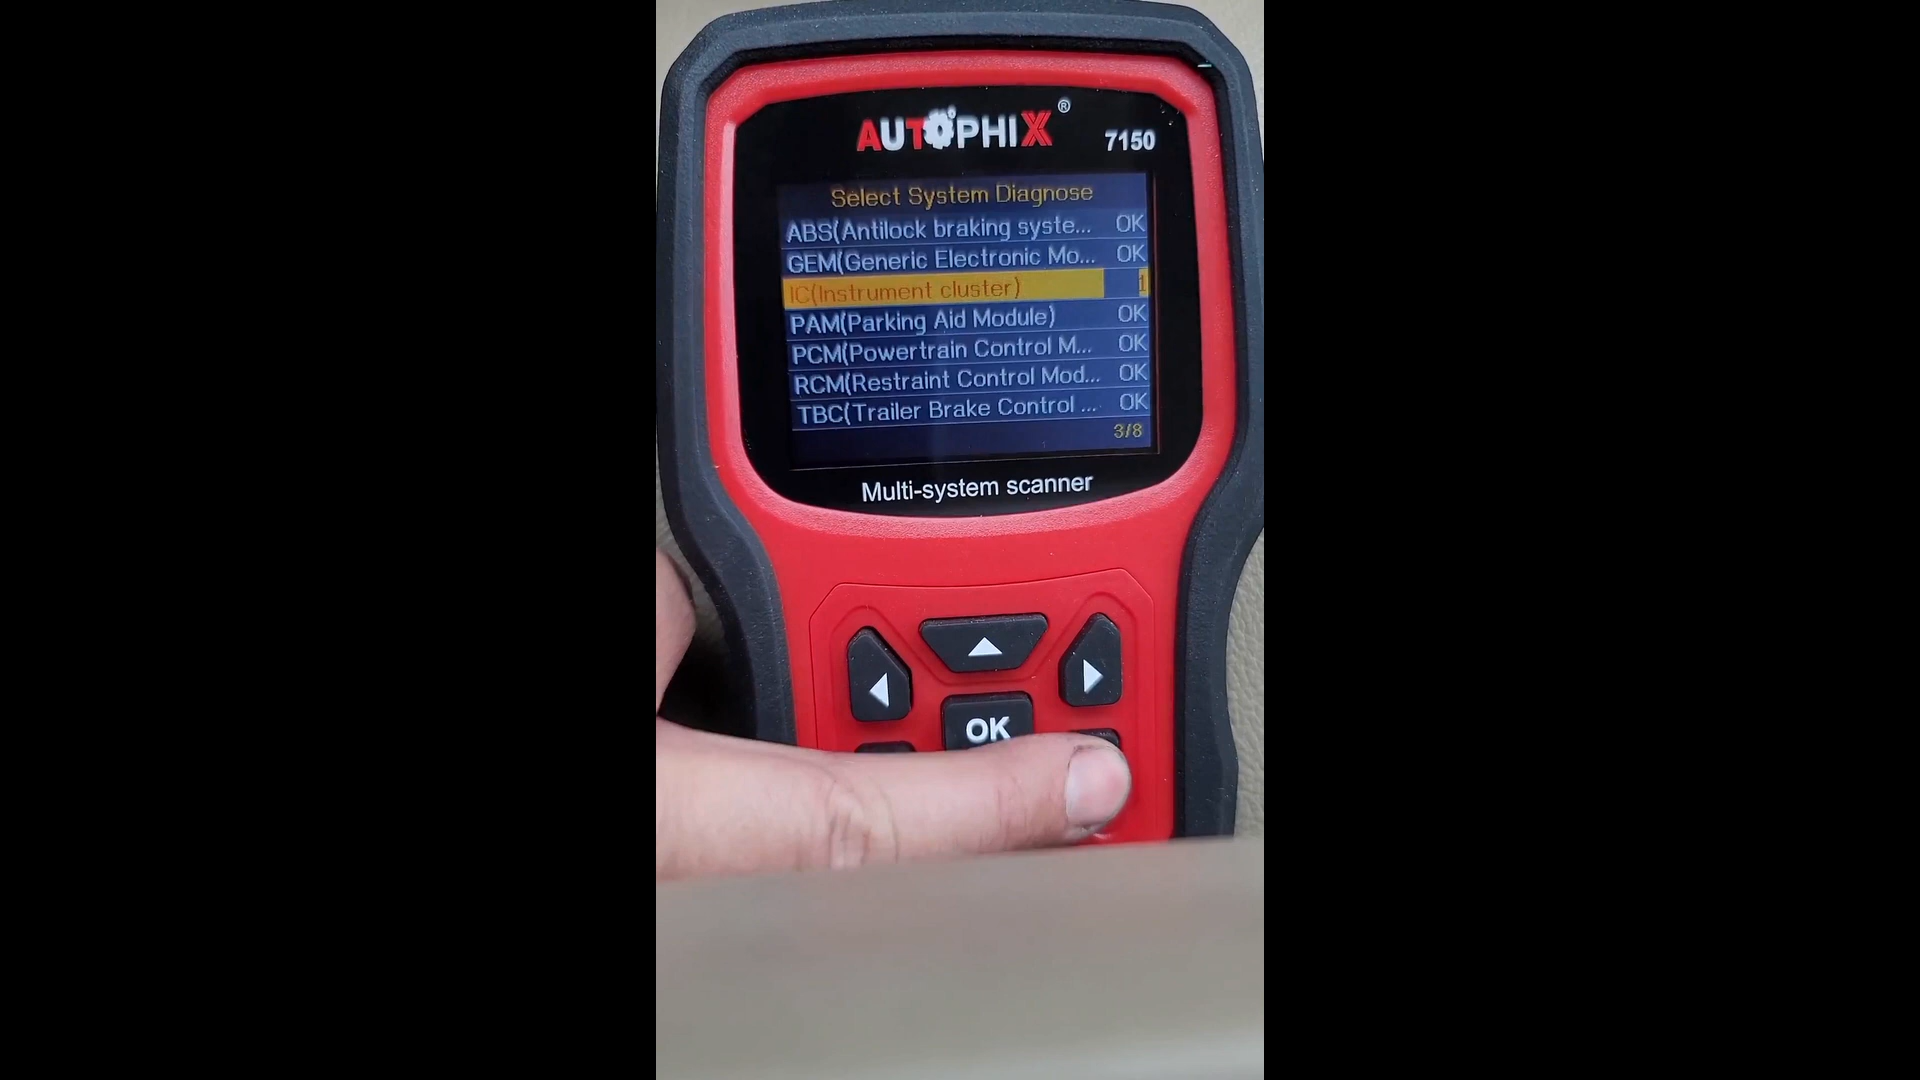 AUTOPHIX®
7150
Select System Diagnose
ABS(Antilock braking syste... OK
GEM(Generic Electronic Mo... OK
IC(Instrument cluster) 1
PAM(Parking Aid Module) OK
PCM(Powertrain Control M... OK
RCM(Restraint Control Mod... OK
TBC(Trailer Brake Control ... OK
3/8
Multi-system scanner
OK